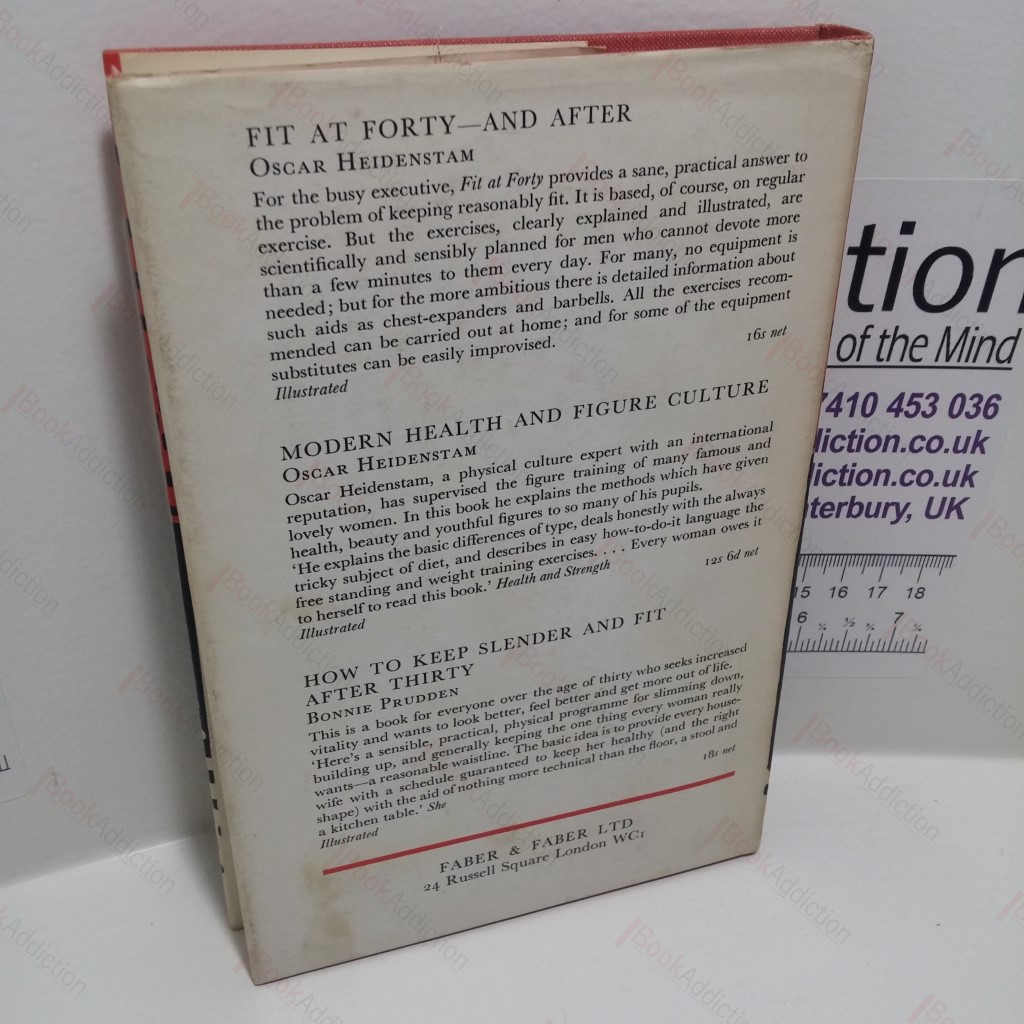 FIT AT FORTY—AND AFTER
OSCAR HEIDENSTAM
For the busy executive, Fit at Forty provides a sane, practical answer to
the problem of keeping reasonably fit. It is based, of course, on regular
exercise. But the exercises, clearly explained and illustrated, are
scientifically and sensibly planned for men who cannot devote more
than a few minutes to them every day. For many, no equipment is
needed; but for the more ambitious there is detailed information about
such aids as chest-expanders and barbells. All the exercises recom-
mended can be carried out at home; and for some of the equipment
substitutes can be easily improvised.
16s net
Illustrated
MODERN HEALTH AND FIGURE CULTURE
OSCAR HEIDENSTAM
Oscar Heidenstam, a physical culture expert with an international
reputation, has supervised the figure training of many famous and
lovely women. In this book he explains the methods which have given
health, beauty and youthful figures to so many of his pupils.
'He explains the basic differences of type, deals honestly with the always
tricky subject of diet, and describes in easy how-to-do-it language the
free standing and weight training exercises. . . . Every woman owes it
to herself to read this book.' Health and Strength
12s 6d net
Illustrated
HOW TO KEEP SLENDER AND FIT
AFTER THIRTY
BONNIE PRUDDEN
This is a book for everyone over the age of thirty who seeks increased
vitality and wants to look better, feel better and get more out of life.
'Here's a sensible, practical, physical programme for slimming down,
building up, and generally keeping the one thing every woman really
wants—a reasonable waistline. The basic idea is to provide every house-
wife with a schedule guaranteed to keep her healthy (and the right
shape) with the aid of nothing more technical than the floor, a stool and
a kitchen table.' She
18s net
Illustrated
FABER & FABER LTD
24 Russell Square London WC1
tion
of the Mind
7410 453 036
diction.co.uk
diction.co.uk
nterbury, UK
15 16 17 18
6 ¼ ½ ¾ 7
BookAddiction